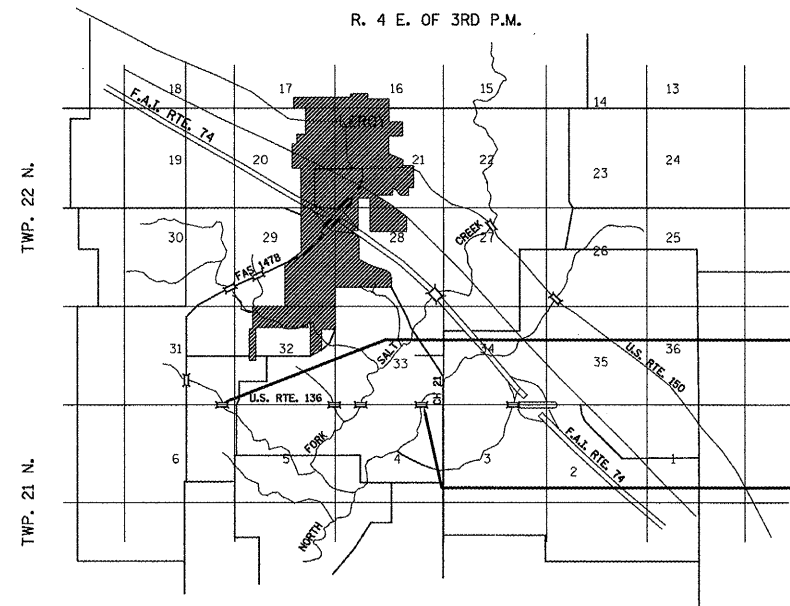 R. 4 E. OF 3RD P.M.
TWP. 22 N.
TWP. 21 N.
18
17
16
15
14
13
F.A.I. RTE. 74
LEROY
19
20
21
22
23
24
30
29
28
27
26
25
CREEK
FAS 1478
31
32
33
34
35
36
SALT
U.S. RTE. 150
U.S. RTE. 136
CH 21
FORK
6
5
4
3
2
1
F.A.I. RTE. 74
NORTH